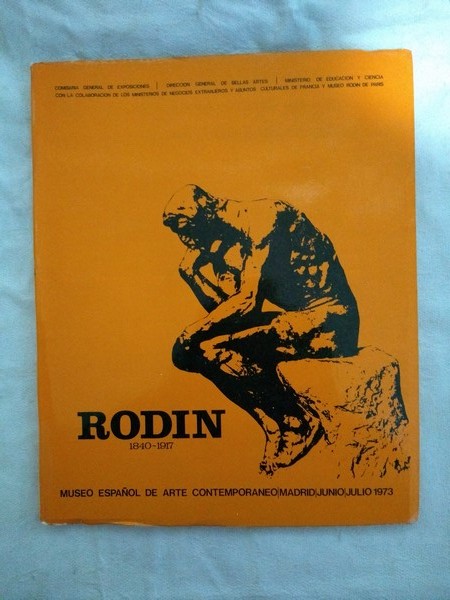 COMISARIA GENERAL DE EXPOSICIONES | DIRECCION GENERAL DE BELLAS ARTES | MINISTERIO DE EDUCACION Y CIENCIA
CON LA COLABORACION DE LOS MINISTERIOS DE NEGOCIOS EXTRANJEROS Y ASUNTOS CULTURALES DE FRANCIA Y MUSEO RODIN DE PARIS
RODIN
1840-1917
MUSEO ESPAÑOL DE ARTE CONTEMPORANEO|MADRID|JUNIO|JULIO 1973